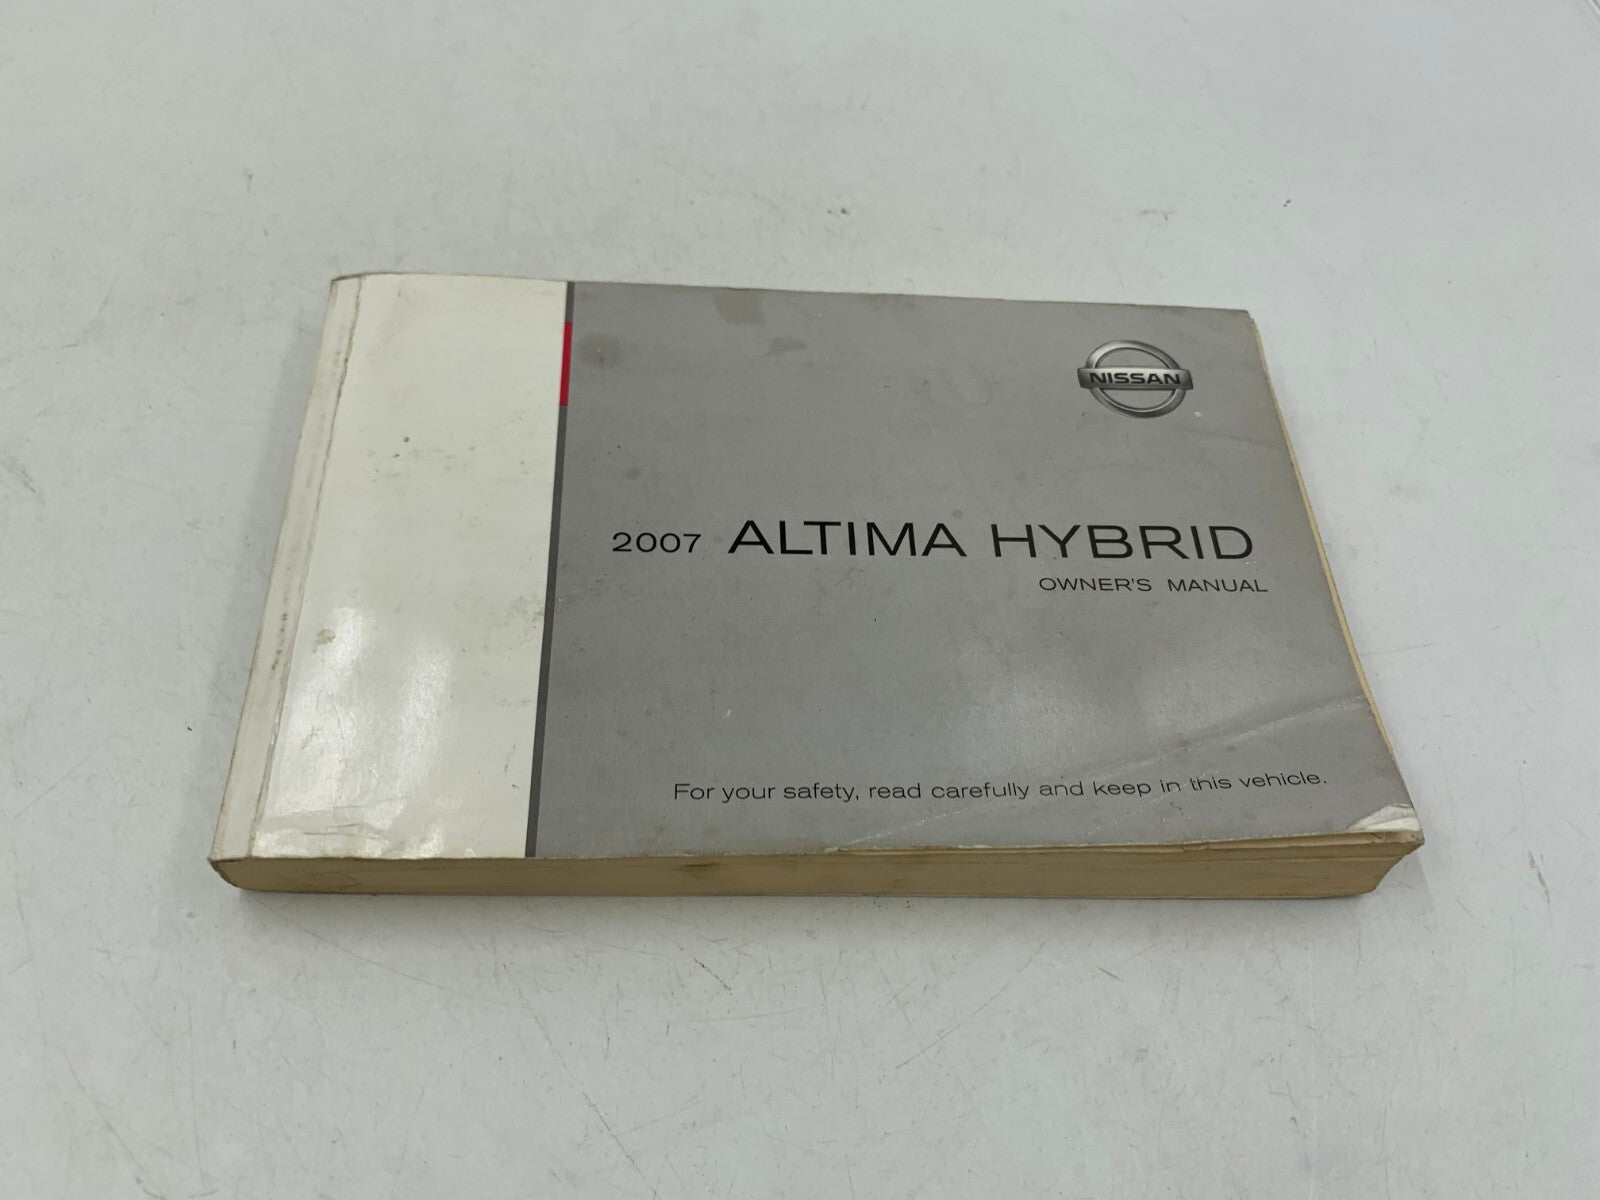 NISSAN
2007 ALTIMA HYBRID
OWNER'S MANUAL
For your safety, read carefully and keep in this vehicle.